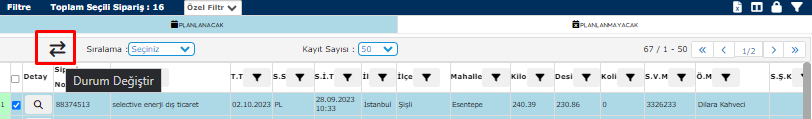 Filtre Toplam Seçili Sipariş : 16 Özel Filtr
PLANLANACAK PLANLANMAYACAK
Sıralama : Seçiniz Kayıt Sayısı : 50 67 / 1 - 50 1/2
Detay Sip No Durum Değiştir T.T S.S S.İ.T İl İlçe Mahalle Kilo Desi Koli S.V.M Ö.M S.Ş.K
1 88374513 selective enerji dış ticaret 02.10.2023 PL 28.09.2023 10:33 İstanbul Şişli Esentepe 240.39 230.86 0 3326233 Dilara Kahveci